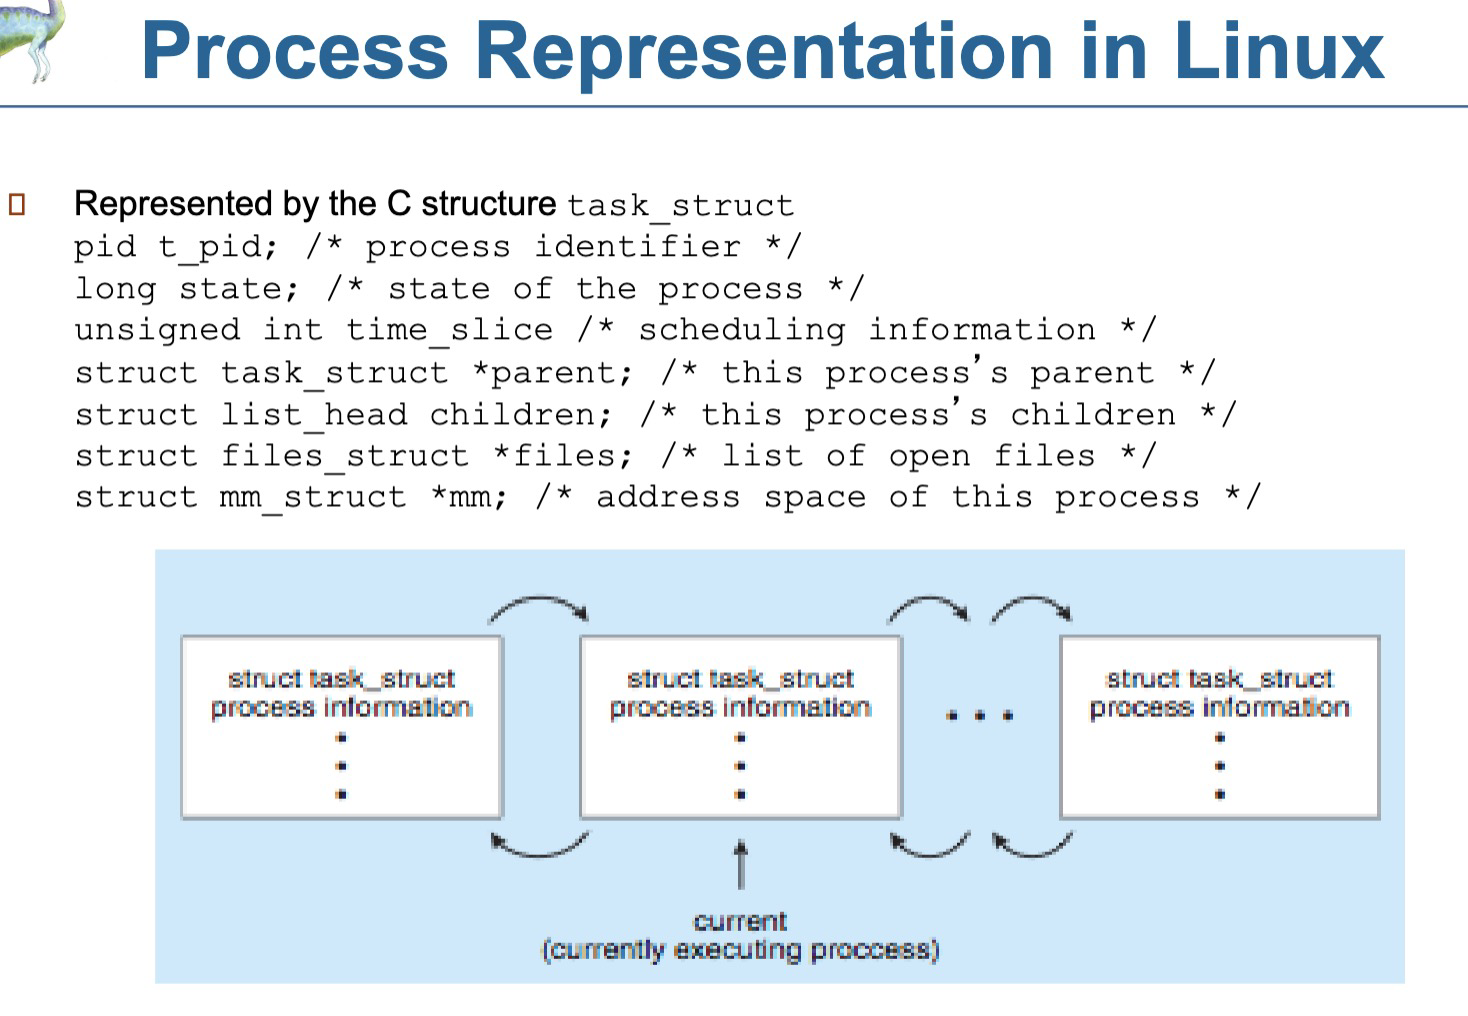 Process Representation in Linux
Represented by the C structure task_struct
pid t_pid; /* process identifier */
long state; /* state of the process */
unsigned int time_slice /* scheduling information */
struct task_struct *parent; /* this process’s parent */
struct list_head children; /* this process’s children */
struct files_struct *files; /* list of open files */
struct mm_struct *mm; /* address space of this process */
struct task_struct
process information
struct task_struct
process information
• • •
struct task_struct
process information
current
(currently executing proccess)